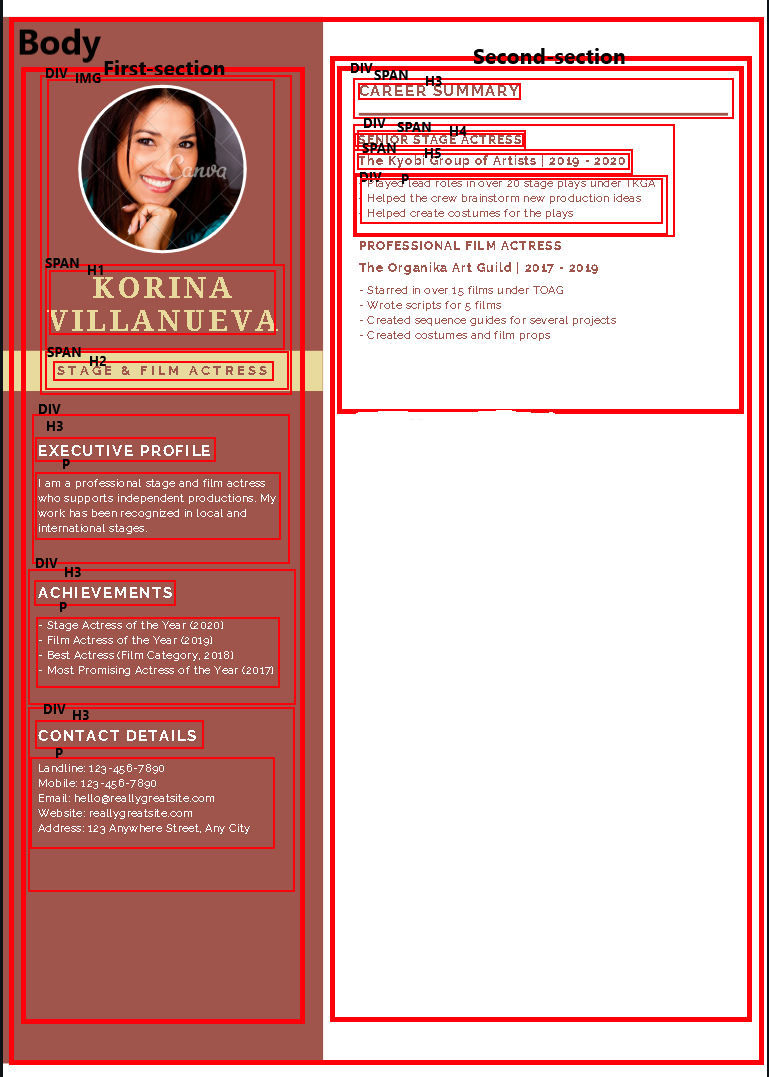 Body
First-section
DIV
IMG
Canva
SPAN
H1
KORINA
VILLANUEVA
SPAN
H2
STAGE & FILM ACTRESS
DIV
H3
EXECUTIVE PROFILE
P
I am a professional stage and film actress
who supports independent productions. My
work has been recognized in local and
international stages.
DIV
H3
ACHIEVEMENTS
P
- Stage Actress of the Year (2020)
- Film Actress of the Year (2019)
- Best Actress (Film Category, 2018)
- Most Promising Actress of the Year (2017)
DIV
H3
CONTACT DETAILS
P
Landline: 123-456-7890
Mobile: 123-456-7890
Email: hello@reallygreatsite.com
Website: reallygreatsite.com
Address: 123 Anywhere Street, Any City
Second-section
DIV
SPAN
H3
CAREER SUMMARY
DIV
SPAN
H4
SENIOR STAGE ACTRESS
SPAN
H5
The Kyobi Group of Artists | 2019 - 2020
DIV
P
- Played lead roles in over 20 stage plays under TKGA
- Helped the crew brainstorm new production ideas
- Helped create costumes for the plays
PROFESSIONAL FILM ACTRESS
The Organika Art Guild | 2017 - 2019
- Starred in over 15 films under TOAG
- Wrote scripts for 5 films
- Created sequence guides for several projects
- Created costumes and film props